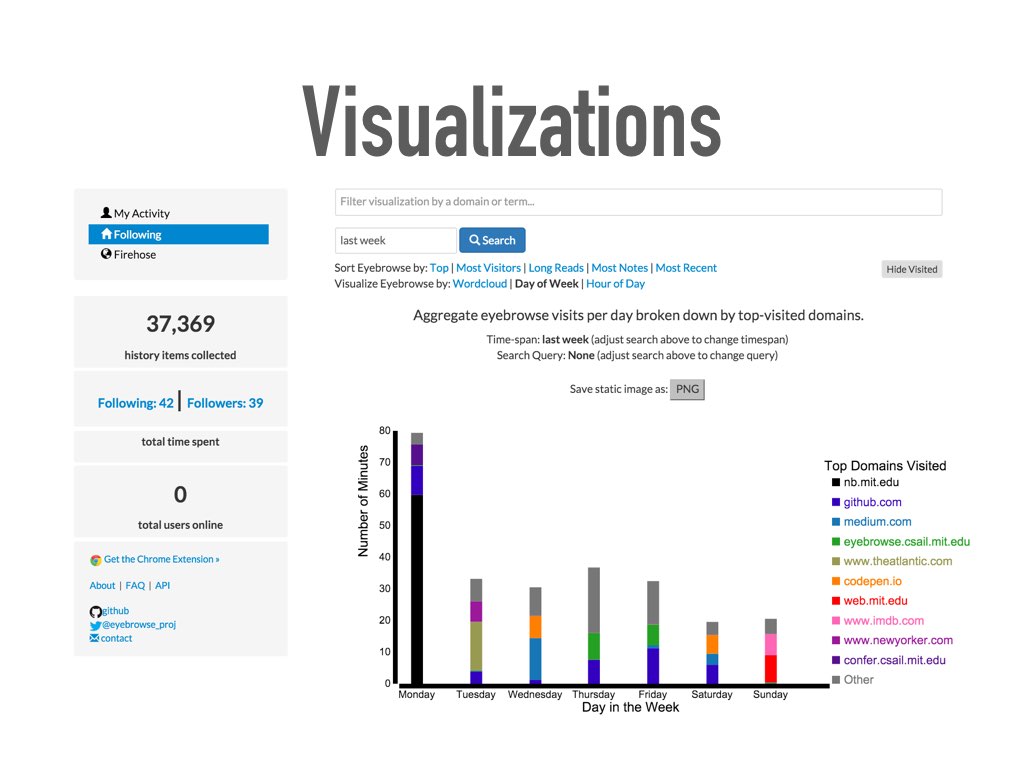 Visualizations
My Activity
Following
Firehose
37,369
history items collected
Following: 42 | Followers: 39
total time spent
0
total users online
Get the Chrome Extension »
About | FAQ | API
github
@eyebrowse_proj
contact
Filter visualization by a domain or term...
last week
Search
Sort Eyebrowse by: Top | Most Visitors | Long Reads | Most Notes | Most Recent
Visualize Eyebrowse by: Wordcloud | Day of Week | Hour of Day
Hide Visited
Aggregate eyebrowse visits per day broken down by top-visited domains.
Time-span: last week (adjust search above to change timespan)
Search Query: None (adjust search above to change query)
Save static image as: PNG
Number of Minutes
80
70
60
50
40
30
20
10
0
Monday Tuesday Wednesday Thursday Friday Saturday Sunday
Day in the Week
Top Domains Visited
nb.mit.edu
github.com
medium.com
eyebrowse.csail.mit.edu
www.theatlantic.com
codepen.io
web.mit.edu
www.imdb.com
www.newyorker.com
confer.csail.mit.edu
Other